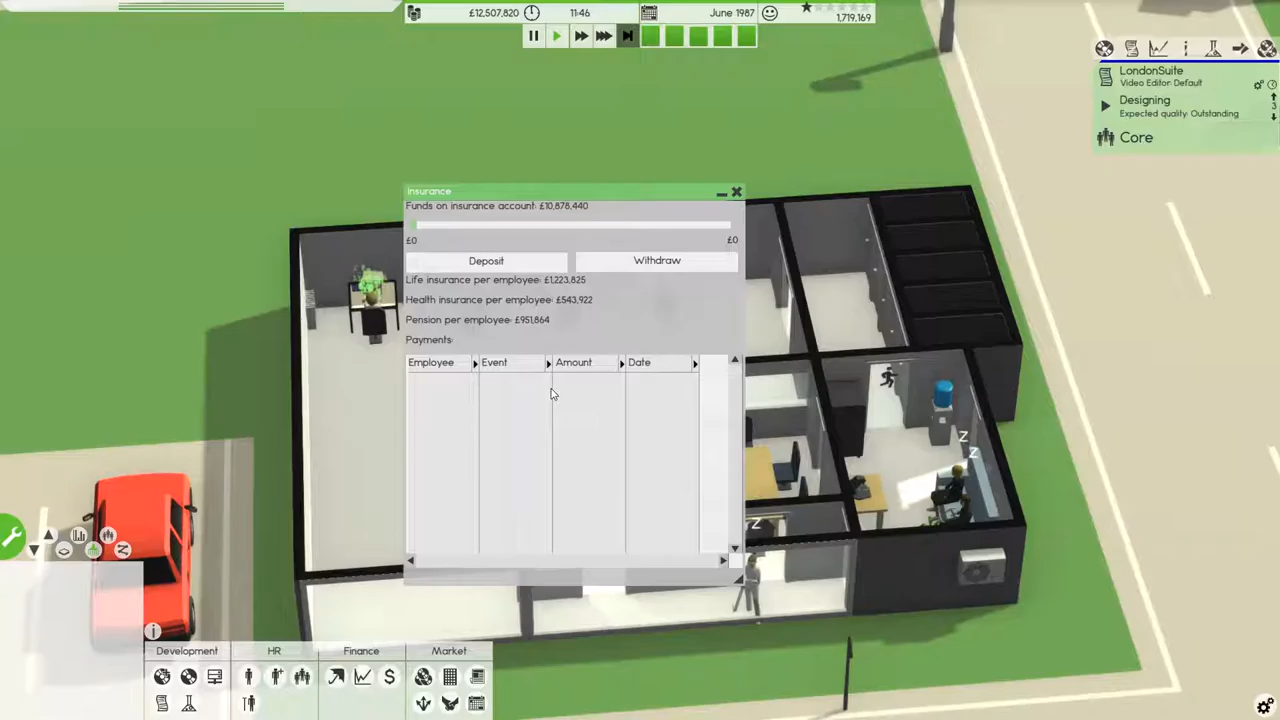 £12,507,820 11:46 June 1987 1,719,169
LondonSuite
Video Editor: Default
Designing
Expected quality: Outstanding
3
Core
Insurance
Funds on insurance account: £10,878,440
£0 £0
Deposit Withdraw
Life insurance per employee: £1,223,825
Health insurance per employee: £543,922
Pension per employee: £951,864
Payments:
Employee Event Amount Date
Z
Z
Z
Development HR Finance Market